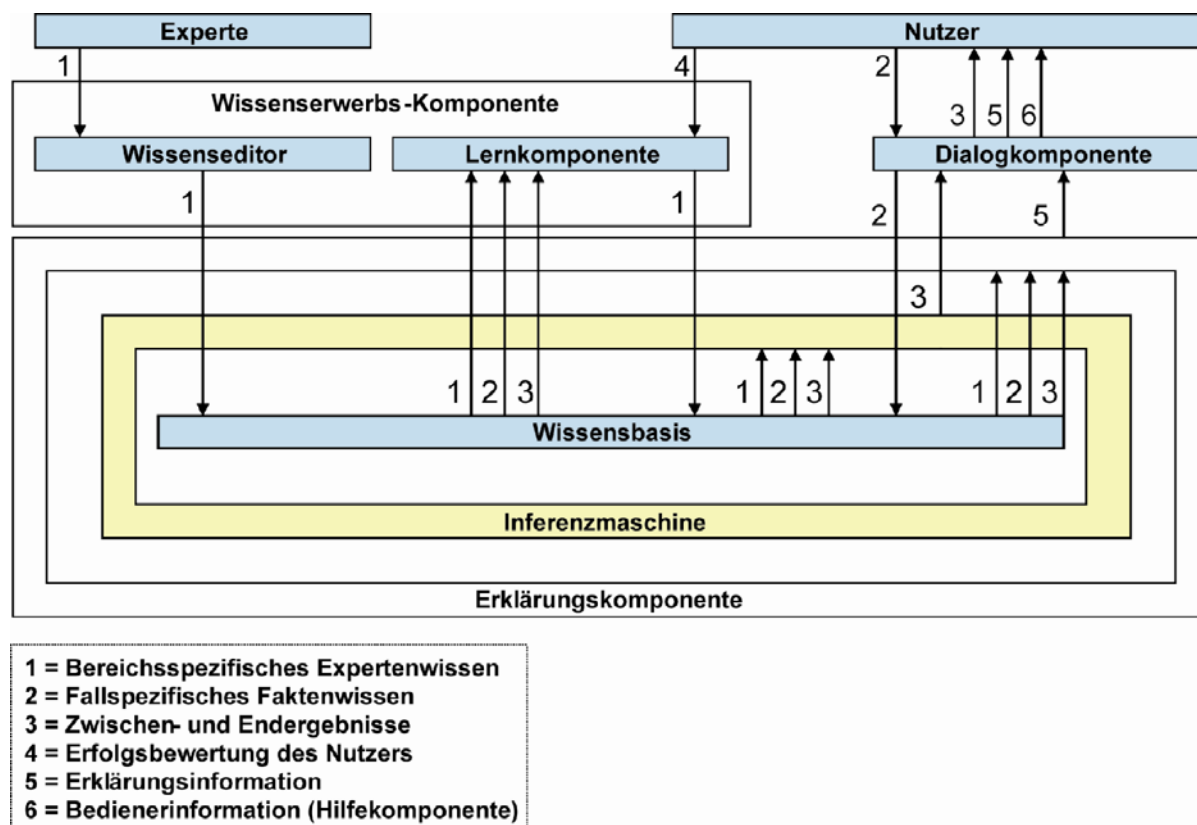 Experte
Nutzer
1
4
2
3
5
6
Wissenserwerbs-Komponente
Wissenseditor
Lernkomponente
Dialogkomponente
1
1
2
5
3
1
2
3
1
2
3
1
2
3
Wissensbasis
Inferenzmaschine
Erklärungskomponente
1 = Bereichsspezifisches Expertenwissen
2 = Fallspezifisches Faktenwissen
3 = Zwischen- und Endergebnisse
4 = Erfolgsbewertung des Nutzers
5 = Erklärungsinformation
6 = Bedienerinformation (Hilfekomponente)